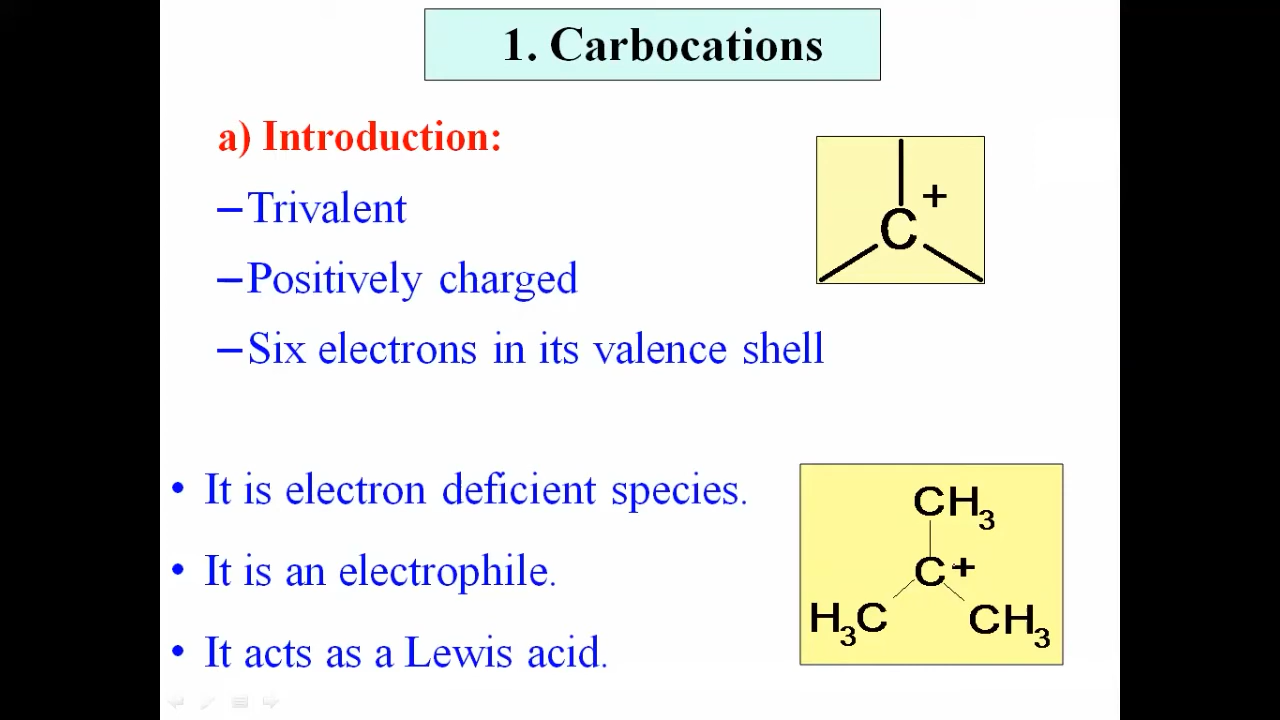 1. Carbocations
a) Introduction:
–Trivalent
–Positively charged
–Six electrons in its valence shell
C+
• It is electron deficient species.
• It is an electrophile.
• It acts as a Lewis acid.
CH3
C+
H3C CH3